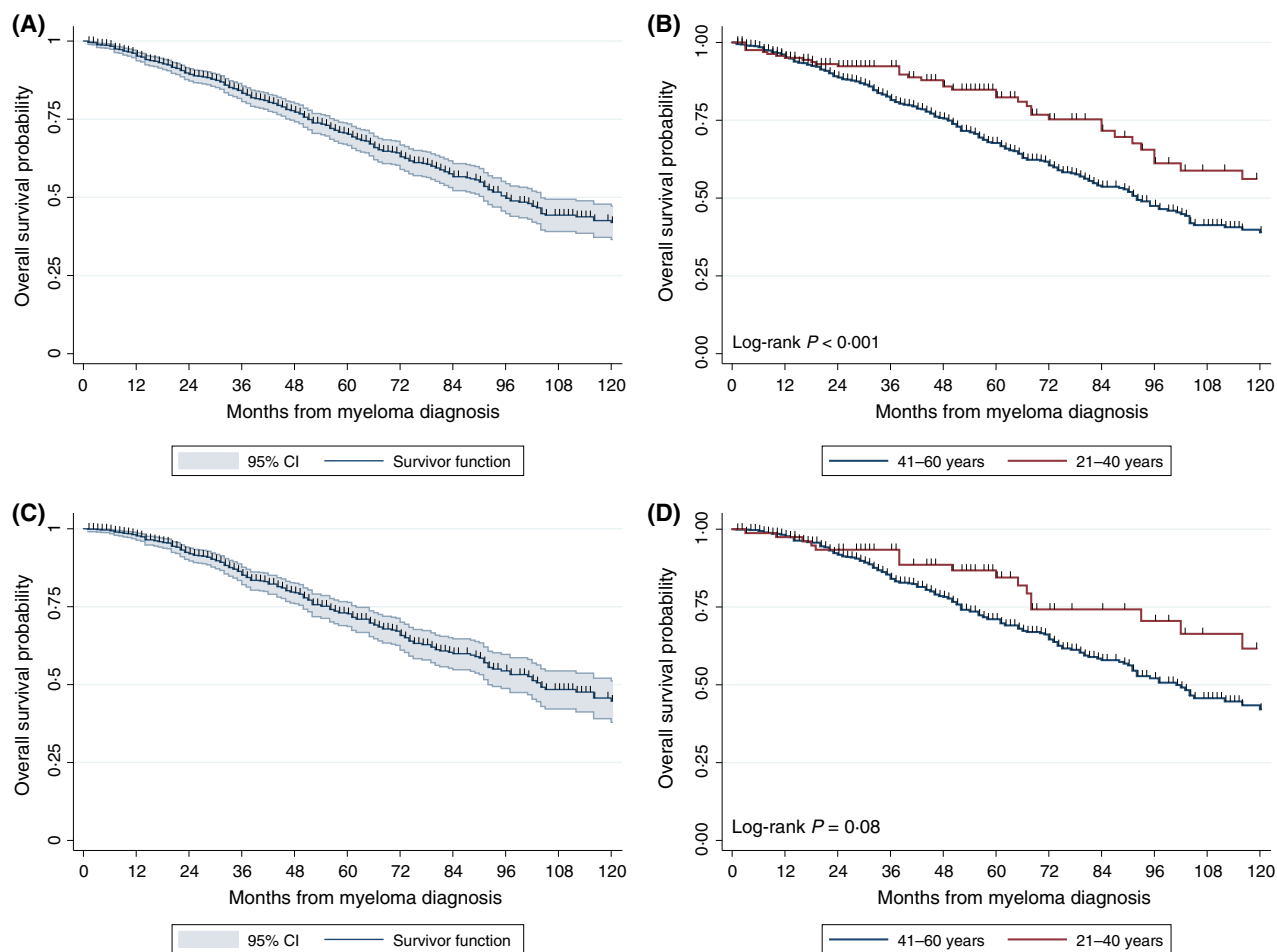 (A)
Overall survival probability
1
0·75
0·5
0·25
0
0 12 24 36 48 60 72 84 96 108 120
Months from myeloma diagnosis
95% CI Survivor function
(B)
Overall survival probability
1·00
0·75
0·50
0·25
0·00
Log-rank P < 0·001
0 12 24 36 48 60 72 84 96 108 120
Months from myeloma diagnosis
41–60 years 21–40 years
(C)
Overall survival probability
1
0·75
0·5
0·25
0
0 12 24 36 48 60 72 84 96 108 120
Months from myeloma diagnosis
95% CI Survivor function
(D)
Overall survival probability
1·00
0·75
0·50
0·25
0·00
Log-rank P = 0·08
0 12 24 36 48 60 72 84 96 108 120
Months from myeloma diagnosis
41–60 years 21–40 years